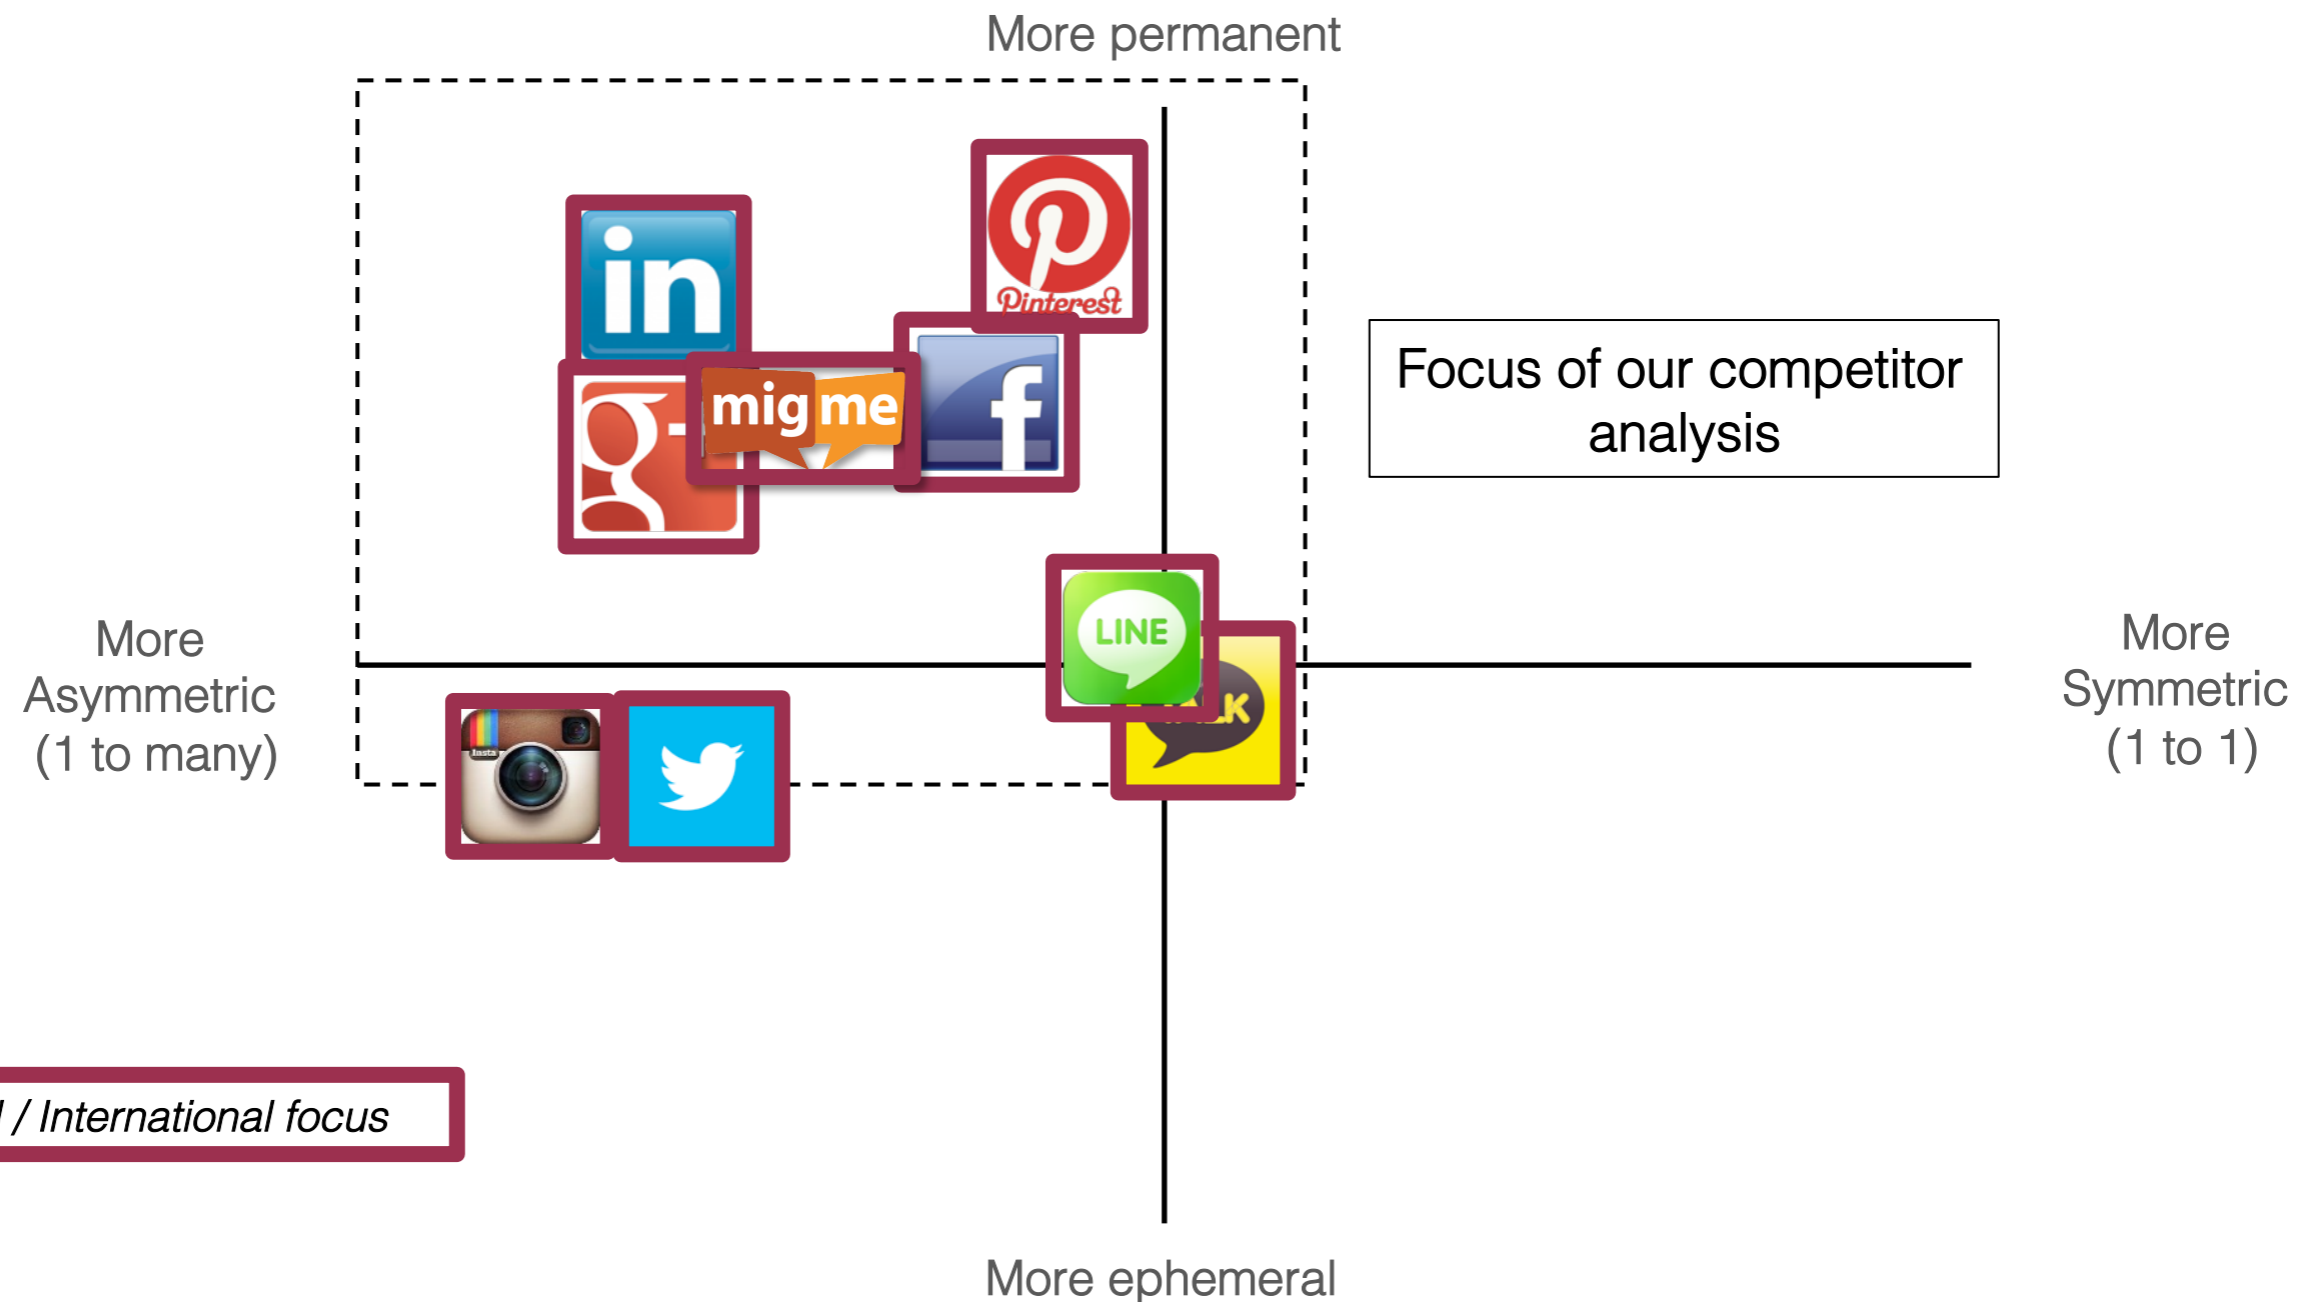 More permanent
Pinterest
in
mig me
f
g+
Focus of our competitor
analysis
LINE
More
Asymmetric
(1 to many)
More
Symmetric
(1 to 1)
Insta
/ International focus
More ephemeral